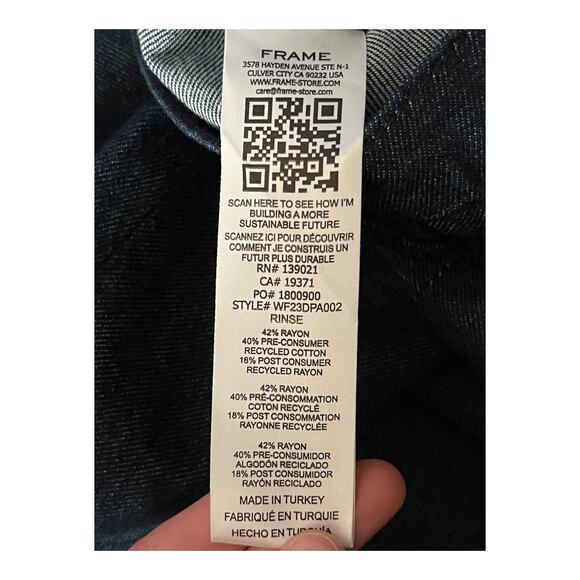 FRAME
3578 HAYDEN AVENUE STE N-1
CULVER CITY CA 90232 USA
WWW.FRAME-STORE.COM
care@frame-store.com
SCAN HERE TO SEE HOW I'M
BUILDING A MORE
SUSTAINABLE FUTURE
SCANNEZ ICI POUR DÉCOUVRIR
COMMENT JE CONSTRUIS UN
FUTUR PLUS DURABLE
RN# 139021
CA# 19371
PO# 1800900
STYLE# WF23DPA002
RINSE
42% RAYON
40% PRE-CONSUMER
RECYCLED COTTON
18% POST CONSUMER
RECYCLED RAYON
42% RAYON
40% PRÉ-CONSOMMATION
COTON RECYCLÉ
18% POST CONSOMMATION
RAYONNE RECYCLÉE
42% RAYON
40% PRE-CONSUMIDOR
ALGODÓN RECICLADO
18% POST CONSUMIDOR
RAYÓN RECICLADO
MADE IN TURKEY
FABRIQUÉ EN TURQUIE
HECHO EN TURQUÍA